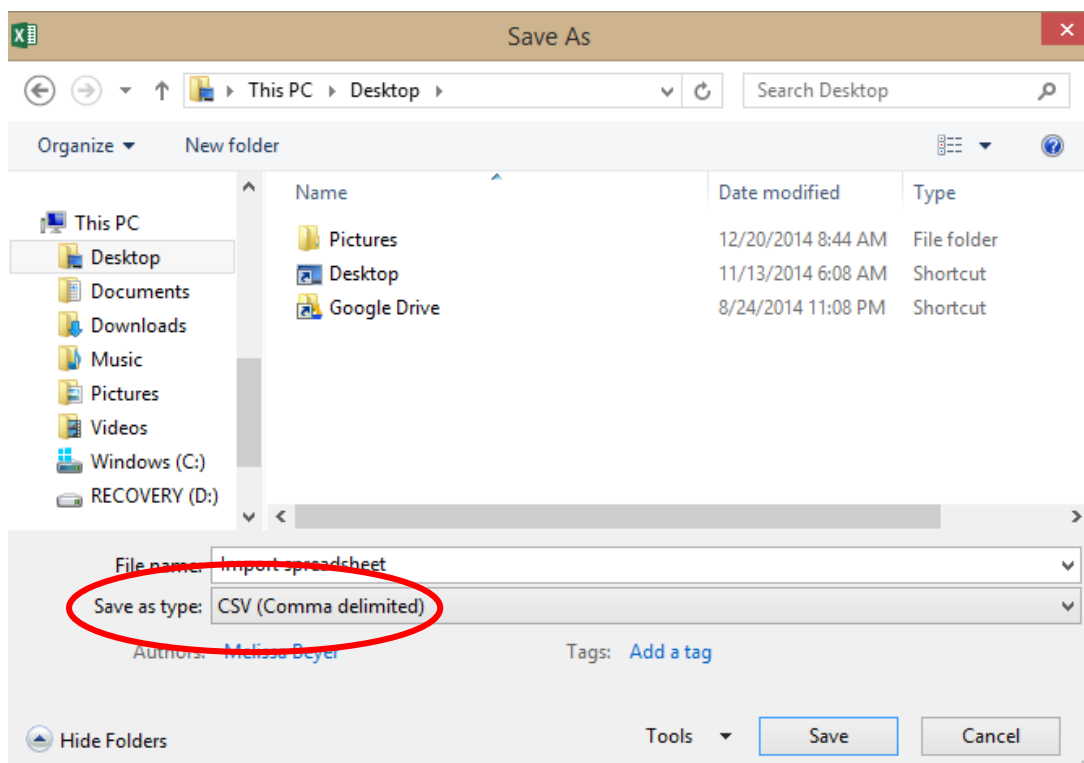 Save As
This PC Desktop Search Desktop
Organize New folder
Name Date modified Type
This PC
Desktop
Documents
Downloads
Music
Pictures
Videos
Windows (C:)
RECOVERY (D:)
Pictures 12/20/2014 8:44 AM File folder
Desktop 11/13/2014 6:08 AM Shortcut
Google Drive 8/24/2014 11:08 PM Shortcut
File name: Import spreadsheet
Save as type: CSV (Comma delimited)
Authors: Melissa Beyer Tags: Add a tag
Hide Folders Tools Save Cancel